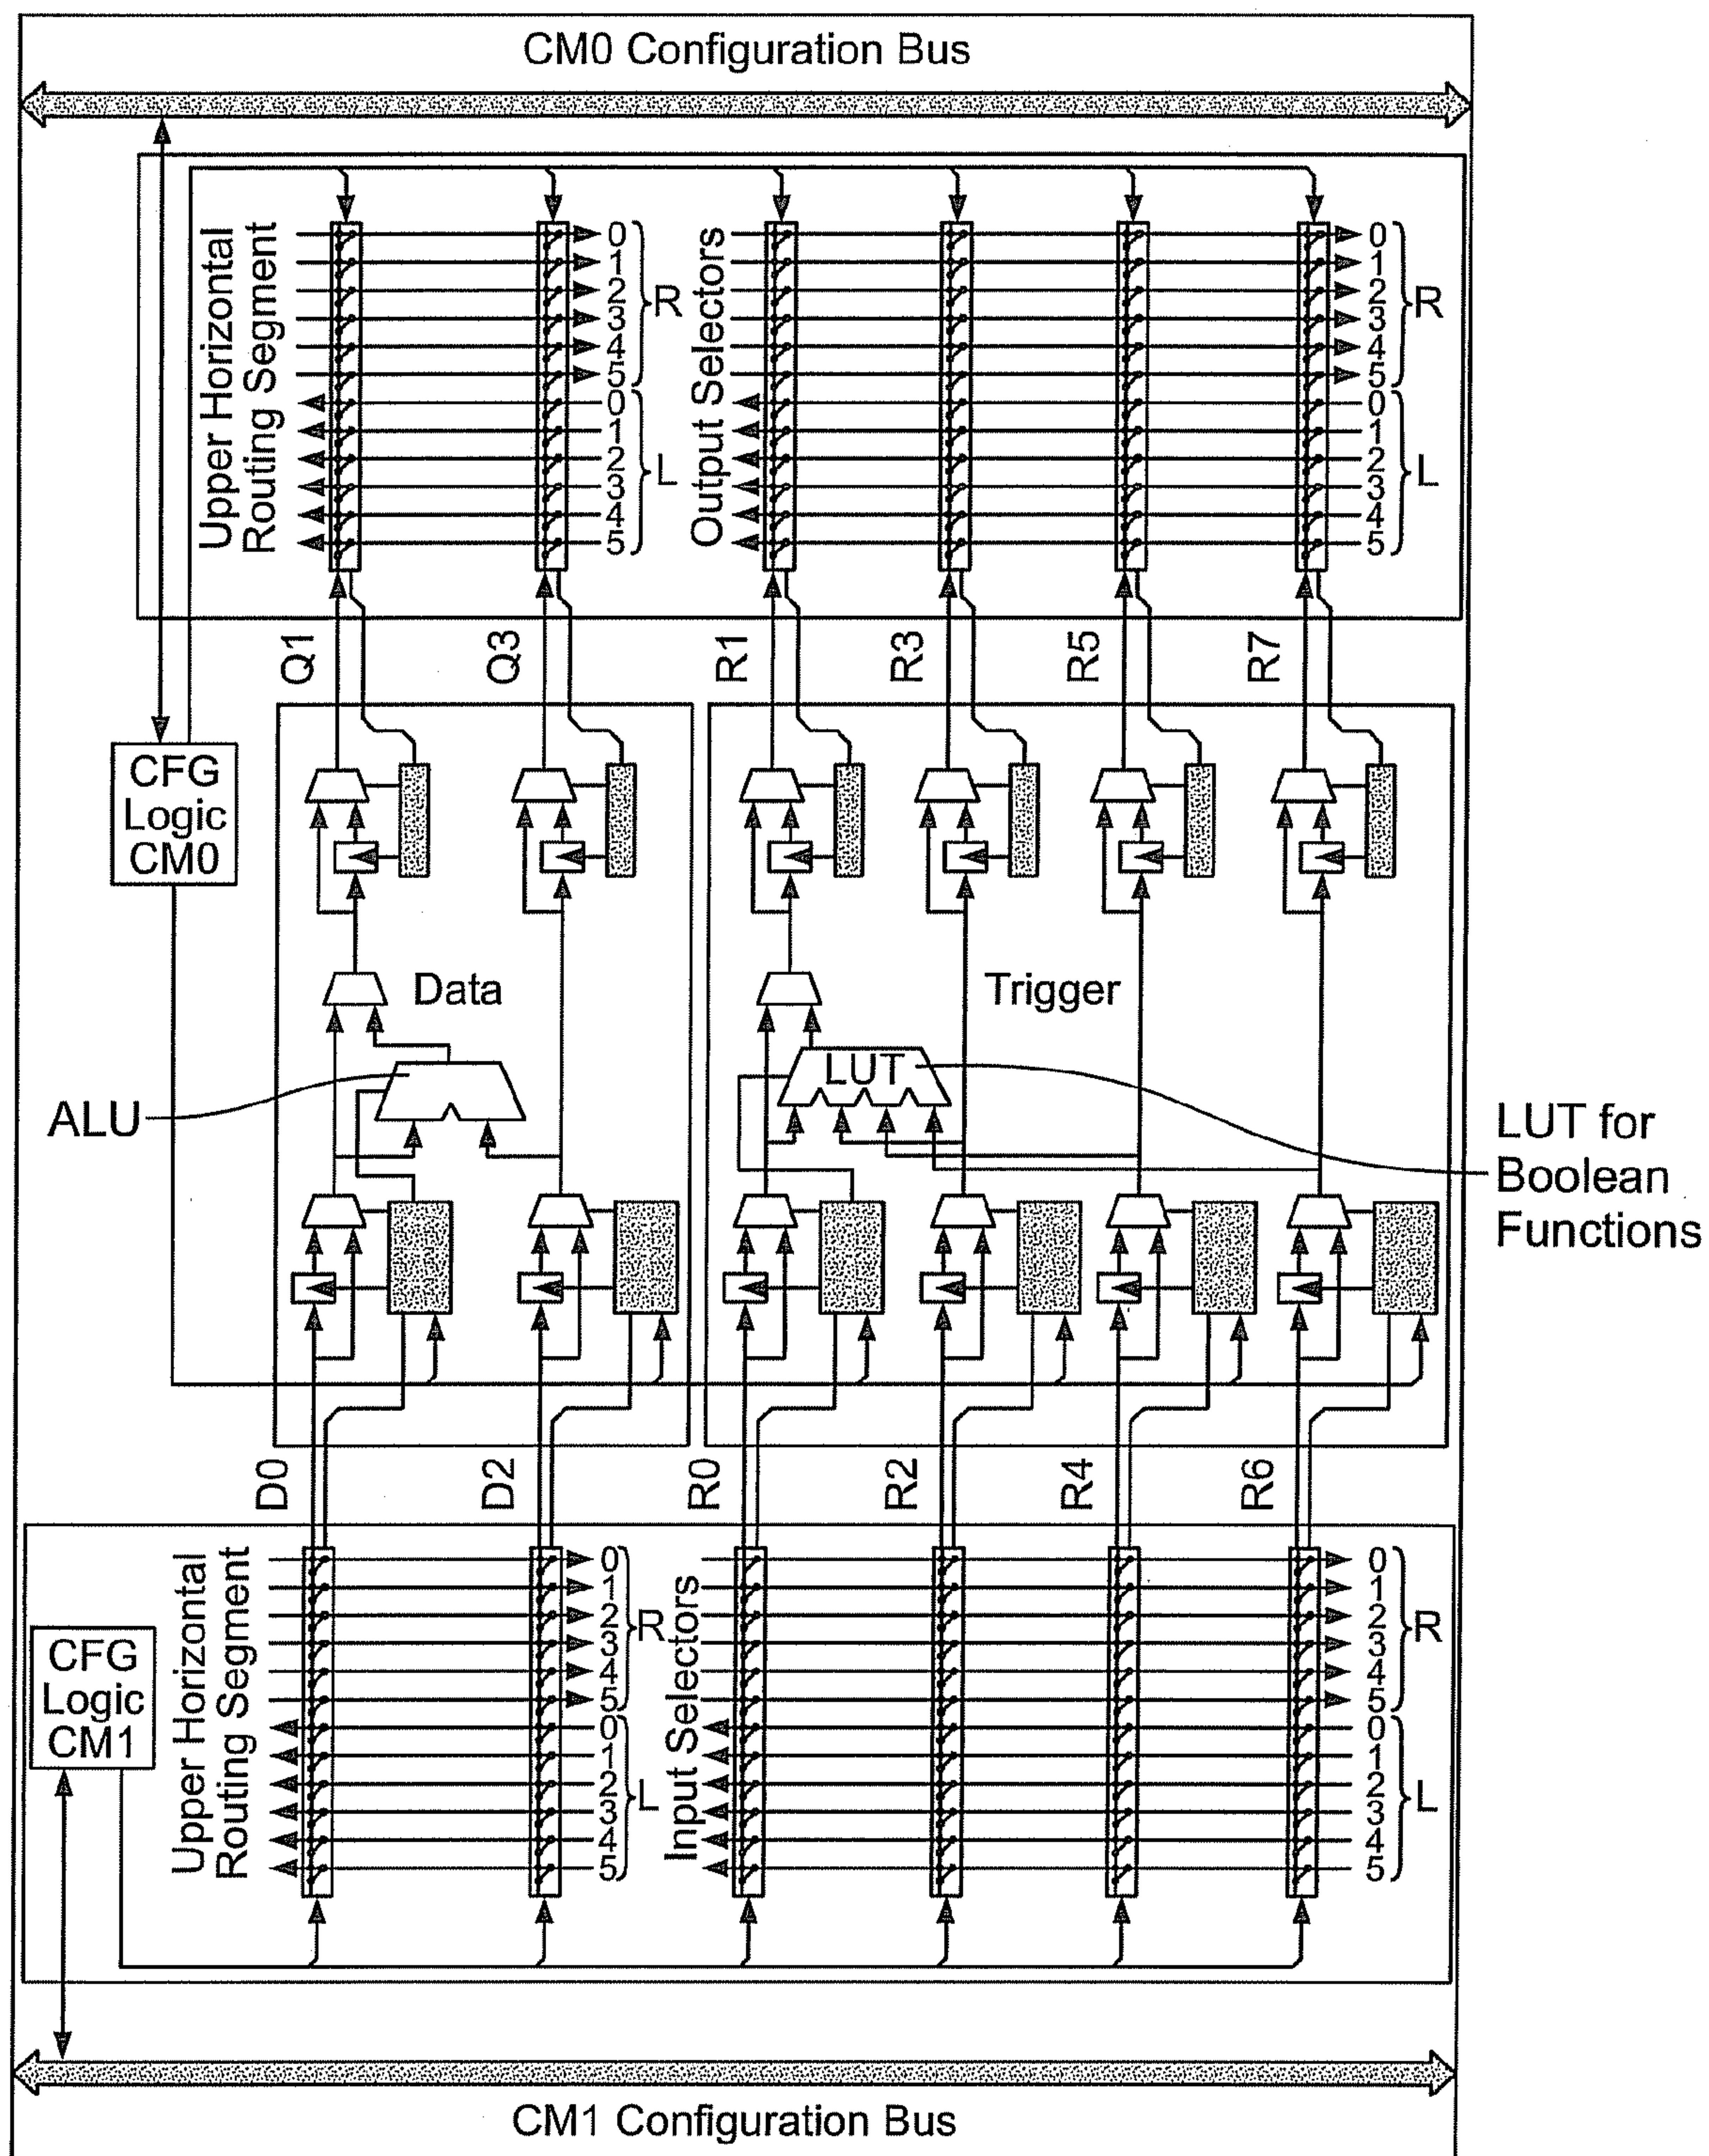 CM0 Configuration Bus
Upper Horizontal
Routing Segment
0
1
2
3
4
5
R
0
1
2
3
4
5
L
Output Selectors
0
1
2
3
4
5
R
0
1
2
3
4
5
L
Q1
Q3
R1
R3
R5
R7
CFG
Logic
CM0
Data
Trigger
ALU
LUT
LUT for
Boolean
Functions
D0
D2
R0
R2
R4
R6
CFG
Logic
CM1
Upper Horizontal
Routing Segment
0
1
2
3
4
5
R
0
1
2
3
4
5
L
Input Selectors
0
1
2
3
4
5
R
0
1
2
3
4
5
L
CM1 Configuration Bus